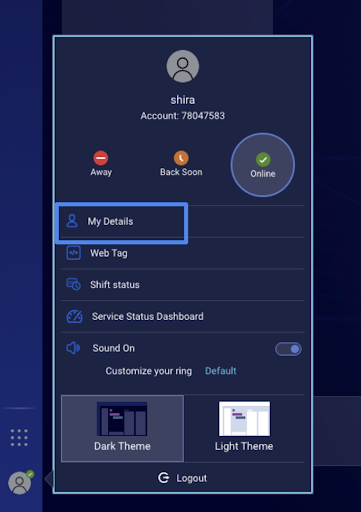 shira
Account: 78047583
Away
Back Soon
Online
My Details
Web Tag
Shift status
Service Status Dashboard
Sound On
Customize your ring Default
Dark Theme
Light Theme
Logout